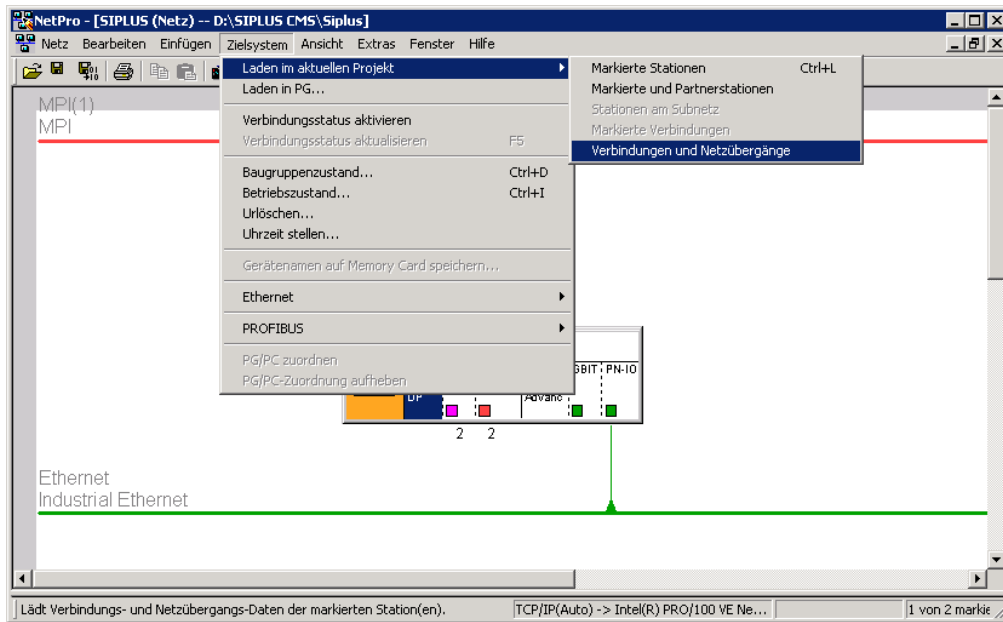 NetPro - [SIPLUS (Netz) -- D:\SIPLUS CMS\Siplus]
Netz Bearbeiten Einfügen Zielsystem Ansicht Extras Fenster Hilfe
MPI(1)
MPI
Laden im aktuellen Projekt
Laden in PG...
Verbindungsstatus aktivieren
Verbindungsstatus aktualisieren F5
Baugruppenzustand... Ctrl+D
Betriebszustand... Ctrl+I
Urlöschen...
Uhrzeit stellen...
Gerätenamen auf Memory Card speichern...
Ethernet
PROFIBUS
PG/PC zuordnen
PG/PC-Zuordnung aufheben
Markierte Stationen Ctrl+L
Markierte und Partnerstationen
Stationen am Subnetz
Markierte Verbindungen
Verbindungen und Netzübergänge
GBIT PN-IO
DP Advanc
2 2
Ethernet
Industrial Ethernet
Lädt Verbindungs- und Netzübergangs-Daten der markierten Station(en). TCP/IP(Auto) -> Intel(R) PRO/100 VE Ne... 1 von 2 markie